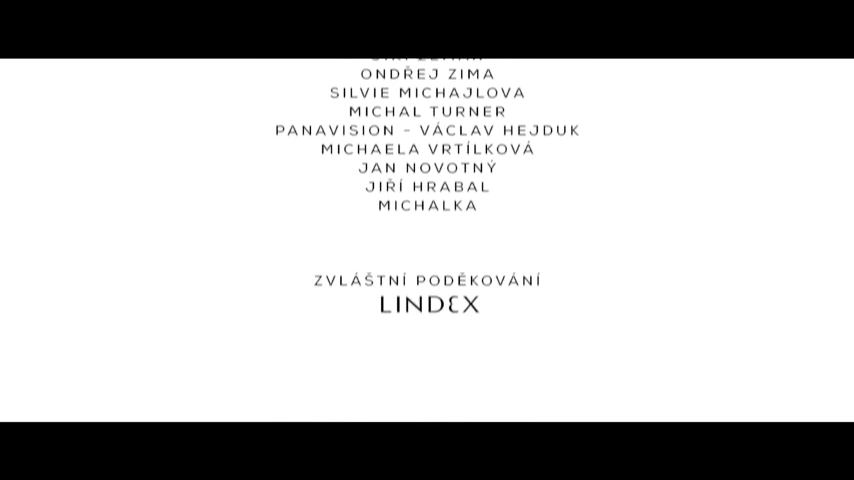 ONDŘEJ ZIMA
SILVIE MICHAJLOVA
MICHAL TURNER
PANAVISION - VÁCLAV HEJDUK
MICHAELA VRTÍLKOVÁ
JAN NOVOTNÝ
JIŘÍ HRABAL
MICHALKA
ZVLÁŠTNÍ PODĚKOVÁNÍ
LINDEX